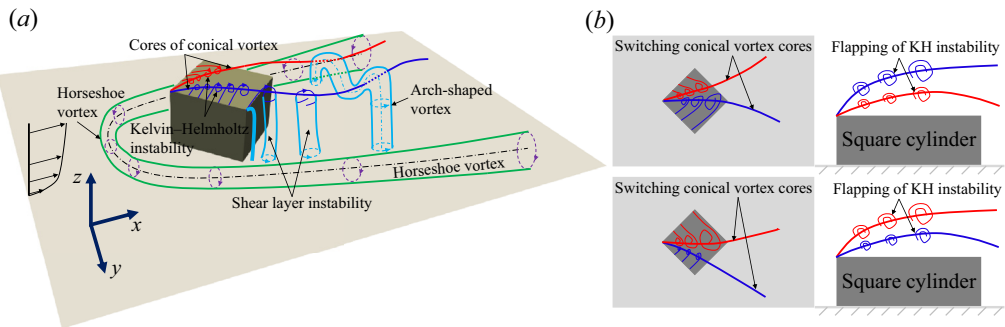 (a)
Cores of conical vortex
Horseshoe
vortex
Arch-shaped
vortex
Kelvin–Helmholtz
instability
Horseshoe vortex
Shear layer instability
z
x
y
(b)
Switching conical vortex cores
Flapping of KH instability
Square cylinder
Switching conical vortex cores
Flapping of KH instability
Square cylinder